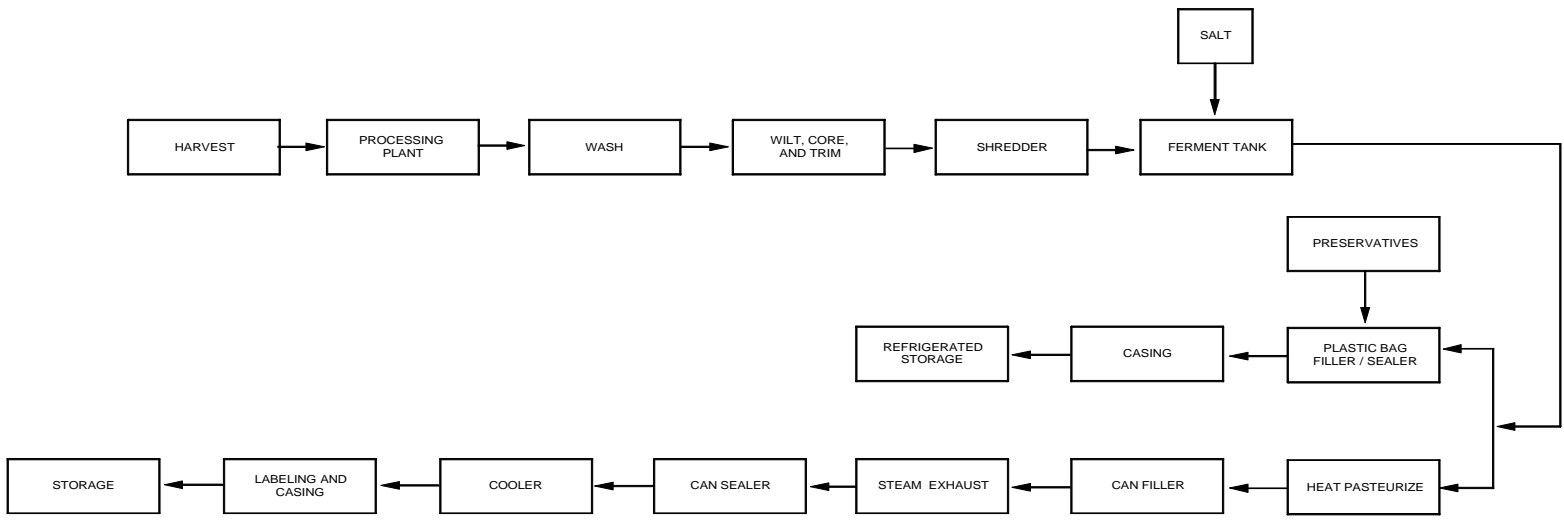 SALT
HARVEST
PROCESSING
PLANT
WASH
WILT, CORE,
AND TRIM
SHREDDER
FERMENT TANK
PRESERVATIVES
REFRIGERATED
STORAGE
CASING
PLASTIC BAG
FILLER / SEALER
STORAGE
LABELING AND
CASING
COOLER
CAN SEALER
STEAM EXHAUST
CAN FILLER
HEAT PASTEURIZE